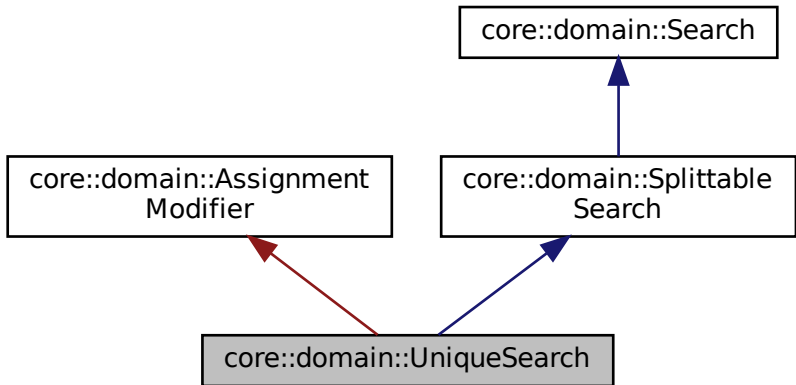 core::domain::Search
core::domain::Assignment
Modifier
core::domain::Splittable
Search
core::domain::UniqueSearch